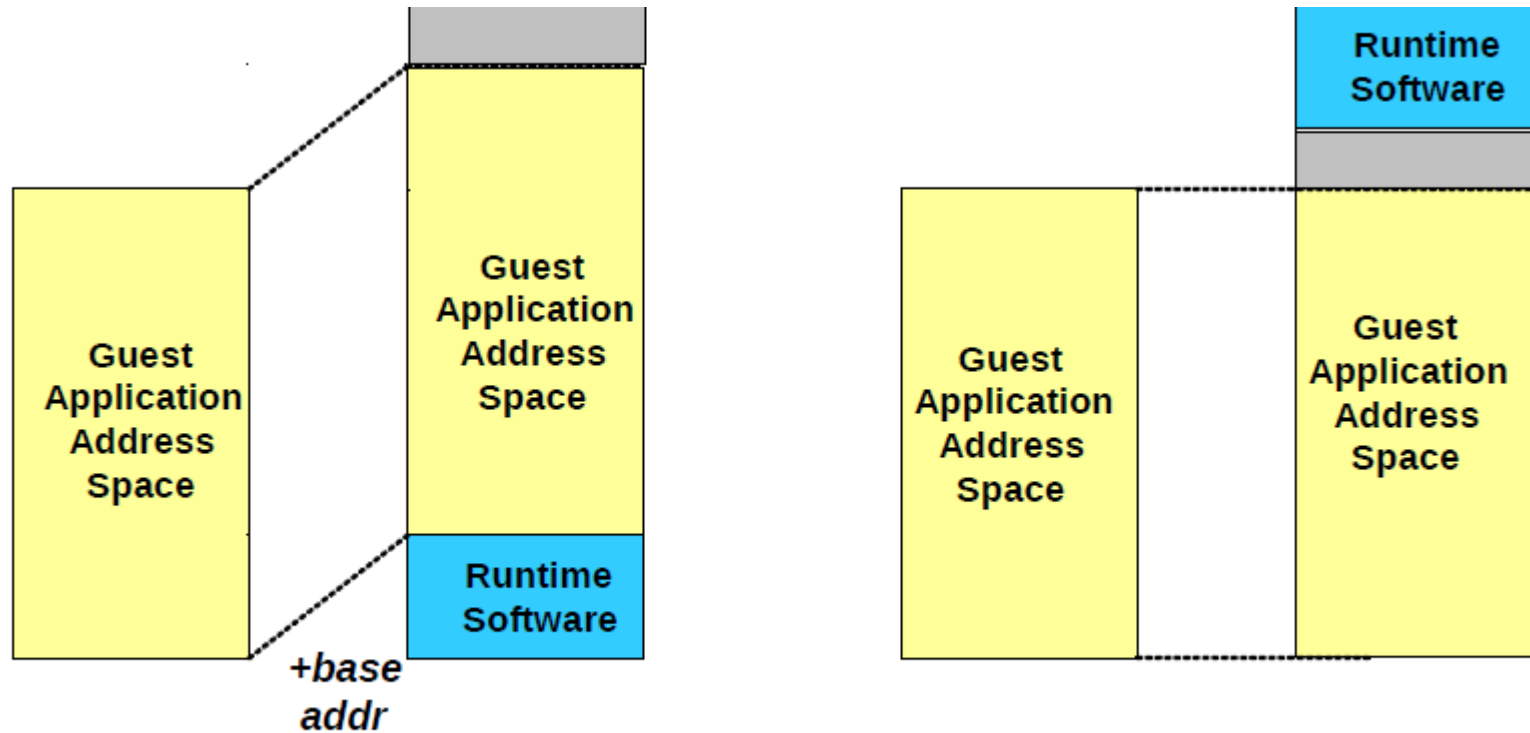 Guest
Application
Address
Space
Guest
Application
Address
Space
Runtime
Software
+base
addr
Guest
Application
Address
Space
Runtime
Software
Guest
Application
Address
Space